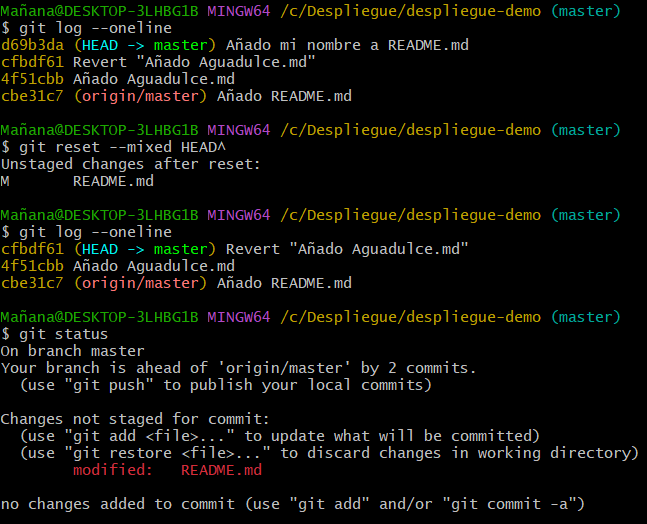 Mañana@DESKTOP-3LHBG1B MINGW64 /c/Despliegue/despliegue-demo (master)
$ git log --oneline
d69b3da (HEAD -> master) Añado mi nombre a README.md
cfbdf61 Revert "Añado Aguadulce.md"
4f51cbb Añado Aguadulce.md
cbe31c7 (origin/master) Añado README.md
Mañana@DESKTOP-3LHBG1B MINGW64 /c/Despliegue/despliegue-demo (master)
$ git reset --mixed HEAD^
Unstaged changes after reset:
M       README.md
Mañana@DESKTOP-3LHBG1B MINGW64 /c/Despliegue/despliegue-demo (master)
$ git log --oneline
cfbdf61 (HEAD -> master) Revert "Añado Aguadulce.md"
4f51cbb Añado Aguadulce.md
cbe31c7 (origin/master) Añado README.md
Mañana@DESKTOP-3LHBG1B MINGW64 /c/Despliegue/despliegue-demo (master)
$ git status
On branch master
Your branch is ahead of 'origin/master' by 2 commits.
  (use "git push" to publish your local commits)
Changes not staged for commit:
  (use "git add <file>..." to update what will be committed)
  (use "git restore <file>..." to discard changes in working directory)
        modified:   README.md
no changes added to commit (use "git add" and/or "git commit -a")